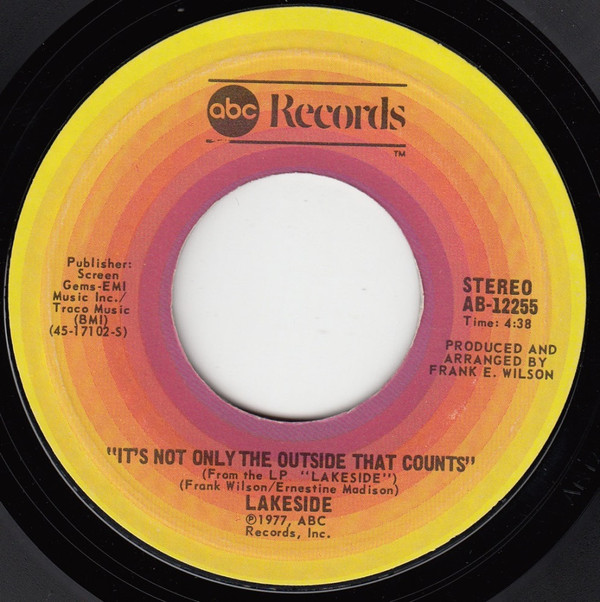 abc Records
TM
Publisher:
Screen
Gems-EMI
Music Inc./
Traco Music
(BMI)
(45-17102-S)
STEREO
AB-12255
Time: 4:38
PRODUCED AND
ARRANGED BY
FRANK E. WILSON
"IT'S NOT ONLY THE OUTSIDE THAT COUNTS"
(From the LP "LAKESIDE")
(Frank Wilson/Ernestine Madison)
LAKESIDE
℗1977, ABC
Records, Inc.